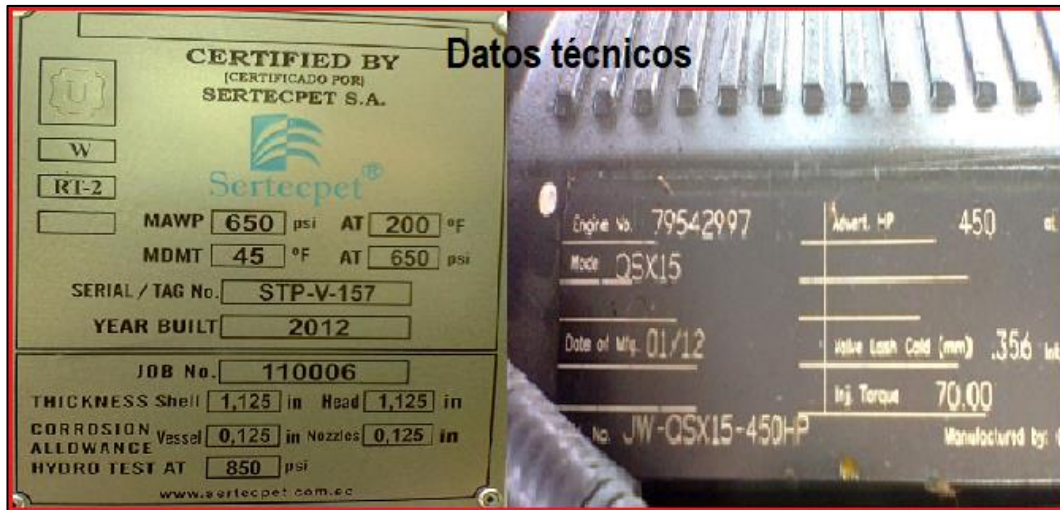 Datos técnicos
CERTIFIED BY
(CERTIFICADO POR)
SERTECPET S.A.
U
W
RT-2
Sertecpet®
MAWP 650 psi AT 200 °F
MDMT 45 °F AT 650 psi
SERIAL / TAG No. STP-V-157
YEAR BUILT 2012
JOB No. 110006
THICKNESS Shell 1,125 in Head 1,125 in
CORROSION ALLOWANCE Vessel 0,125 in Nozzles 0,125 in
HYDRO TEST AT 850 psi
www.sertecpet.com.ec
Engine No. 79542997
Advert. HP 450
QSX15
Date of Mfg. 01/12
Valve Lash Cold (mm) .356
Inj. Torque 70.00
No. JW-QSX15-450HP
Manufactured by: